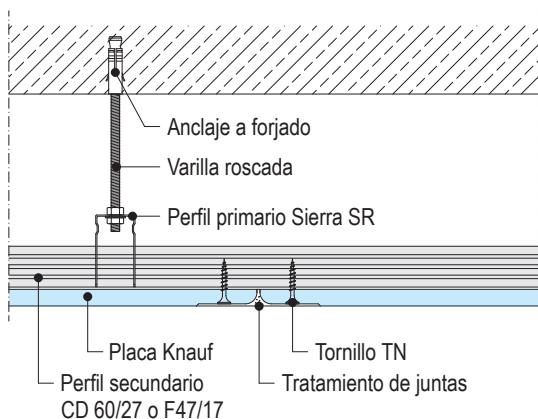 Anclaje a forjado
Varilla roscada
Perfil primario Sierra SR
Placa Knauf
Tornillo TN
Perfil secundario
CD 60/27 o F47/17
Tratamiento de juntas